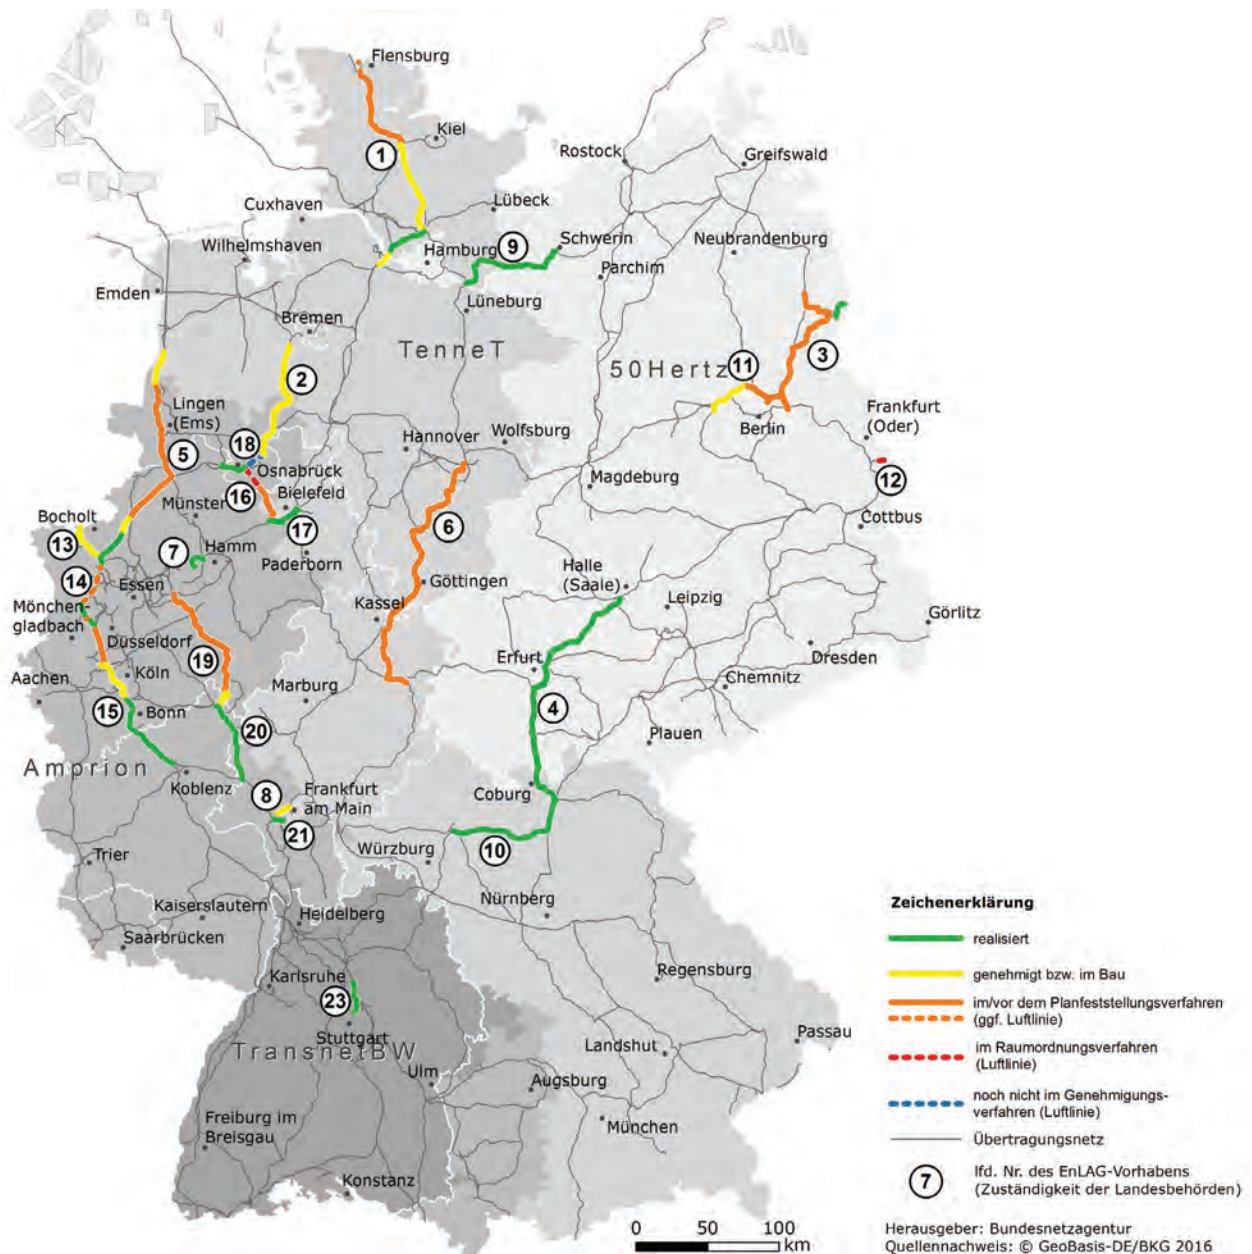 Flensburg
Kiel
1
Rostock
Greifswald
Cuxhaven
Lübeck
Wilhelmshaven
Hamburg
9
Schwerin
Neubrandenburg
Parchim
Emden
Lüneburg
Bremen
TenneT
3
2
50Hertz
11
Lingen
(Ems)
Berlin
Frankfurt
(Oder)
18
Hannover
Wolfsburg
5
Osnabrück
Magdeburg
12
16
Bielefeld
Münster
17
6
Bocholt
Cottbus
13
7
Hamm
Paderborn
Halle
(Saale)
14
Essen
Göttingen
Leipzig
Mönchen-
gladbach
Kassel
Görlitz
Düsseldorf
Dresden
19
Erfurt
Köln
Aachen
Marburg
Chemnitz
15
Bonn
4
20
Plauen
Amprion
Koblenz
8
Frankfurt
am Main
Coburg
21
10
Trier
Würzburg
Nürnberg
Kaiserslautern
Heidelberg
Saarbrücken
Karlsruhe
Regensburg
23
Stuttgart
Passau
TransnetBW
Landshut
Ulm
Augsburg
Freiburg im
Breisgau
München
Konstanz
0 50 100
km
Zeichenerklärung
realisiert
genehmigt bzw. im Bau
im/vor dem Planfeststellungsverfahren
(ggf. Luftlinie)
im Raumordnungsverfahren
(Luftlinie)
noch nicht im Genehmigungs-
verfahren (Luftlinie)
Übertragungsnetz
7
lfd. Nr. des EnLAG-Vorhabens
(Zuständigkeit der Landesbehörden)
Herausgeber: Bundesnetzagentur
Quellennachweis: © GeoBasis-DE/BKG 2016